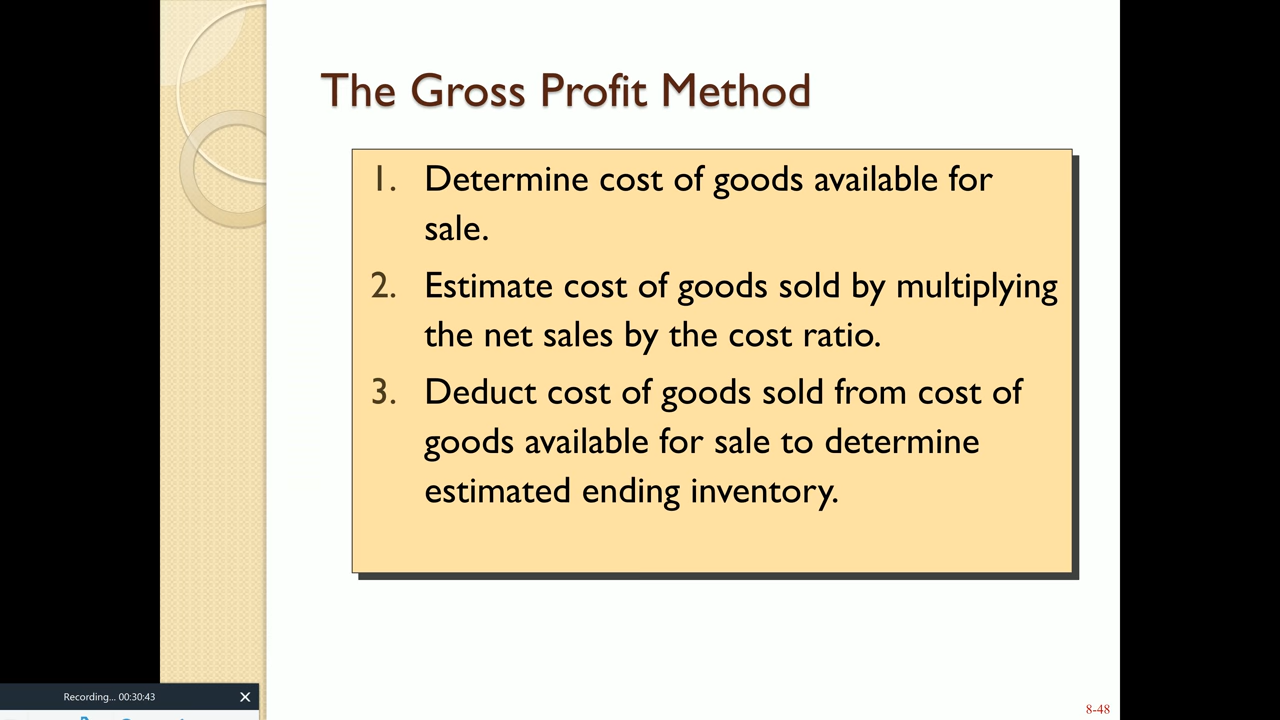 The Gross Profit Method
1. Determine cost of goods available for
sale.
2. Estimate cost of goods sold by multiplying
the net sales by the cost ratio.
3. Deduct cost of goods sold from cost of
goods available for sale to determine
estimated ending inventory.
Recording... 00:30:43
8-48